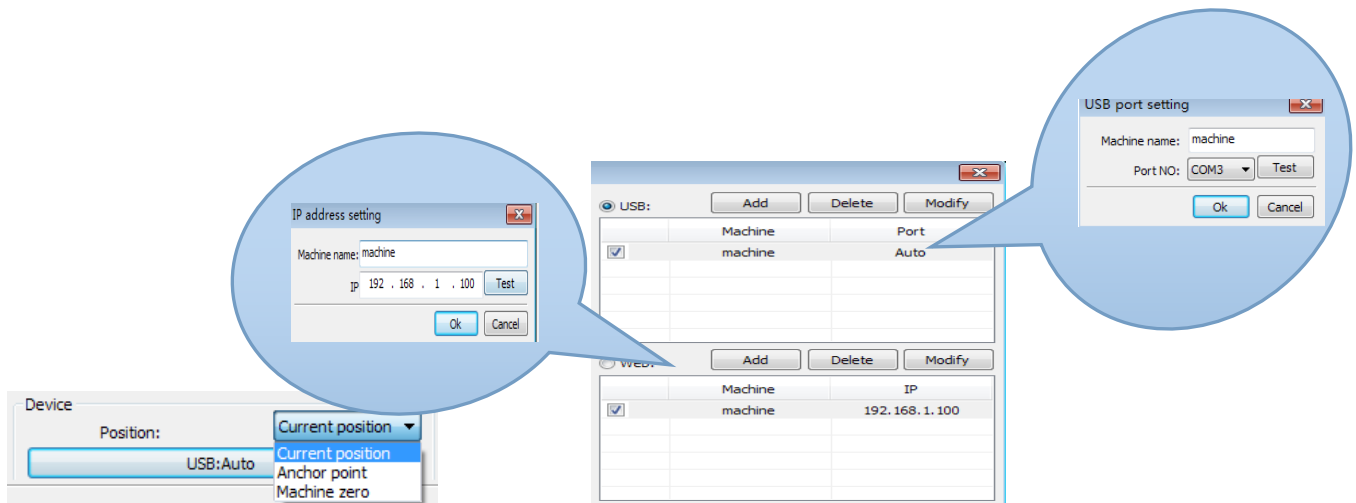 USB port setting
Machine name: machine
Port NO: COM3 Test
Ok Cancel
IP address setting
Machine name: machine
IP 192 . 168 . 1 . 100 Test
Ok Cancel
USB: Add Delete Modify
Machine Port
machine Auto
Web: Add Delete Modify
Machine IP
machine 192.168.1.100
Device
Position: Current position
USB:Auto
Current position
Anchor point
Machine zero